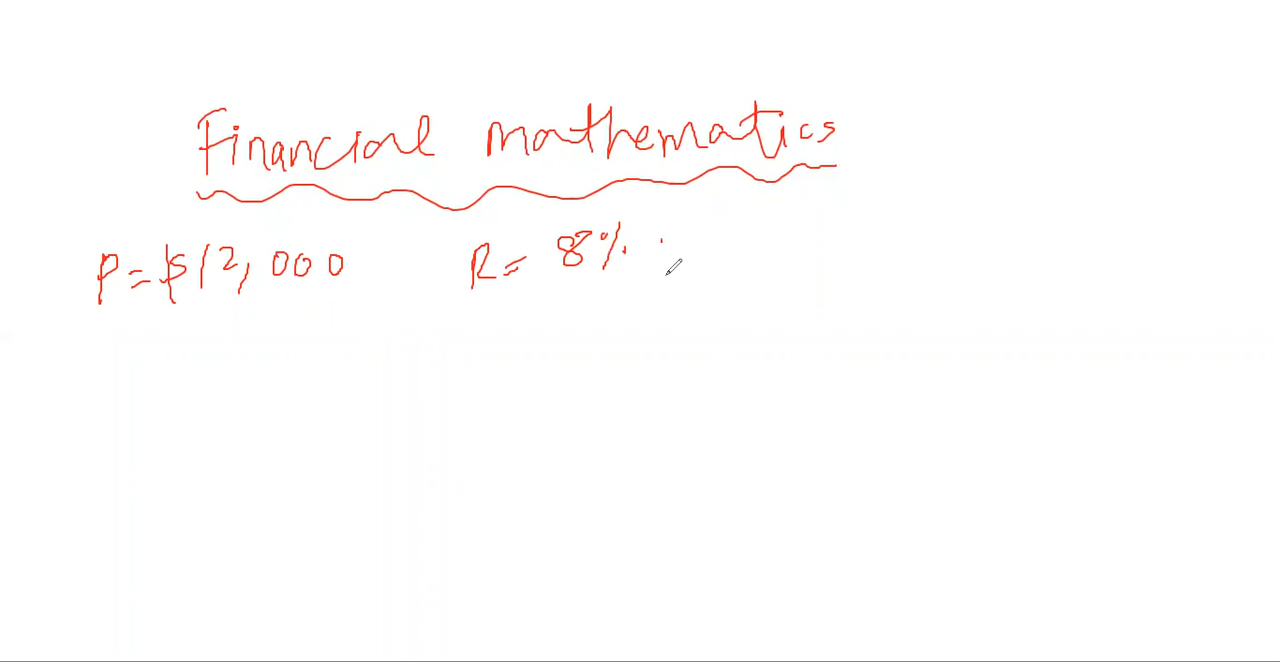 Financial mathematics
P = $12,000 R = 8%